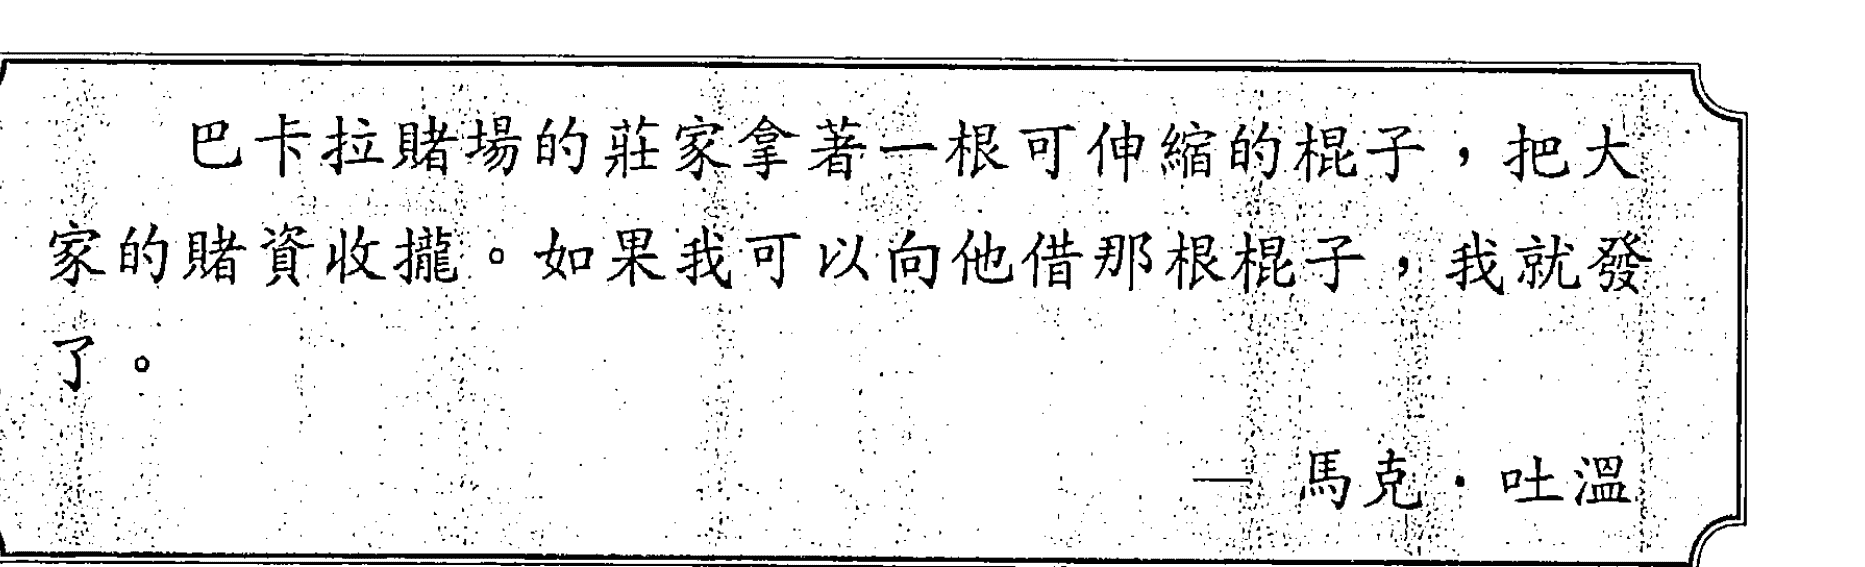 巴卡拉賭場的莊家拿著一根可伸縮的棍子，把大
家的賭資收攏。如果我可以向他借那根棍子，我就發
了。
— 馬克·吐溫